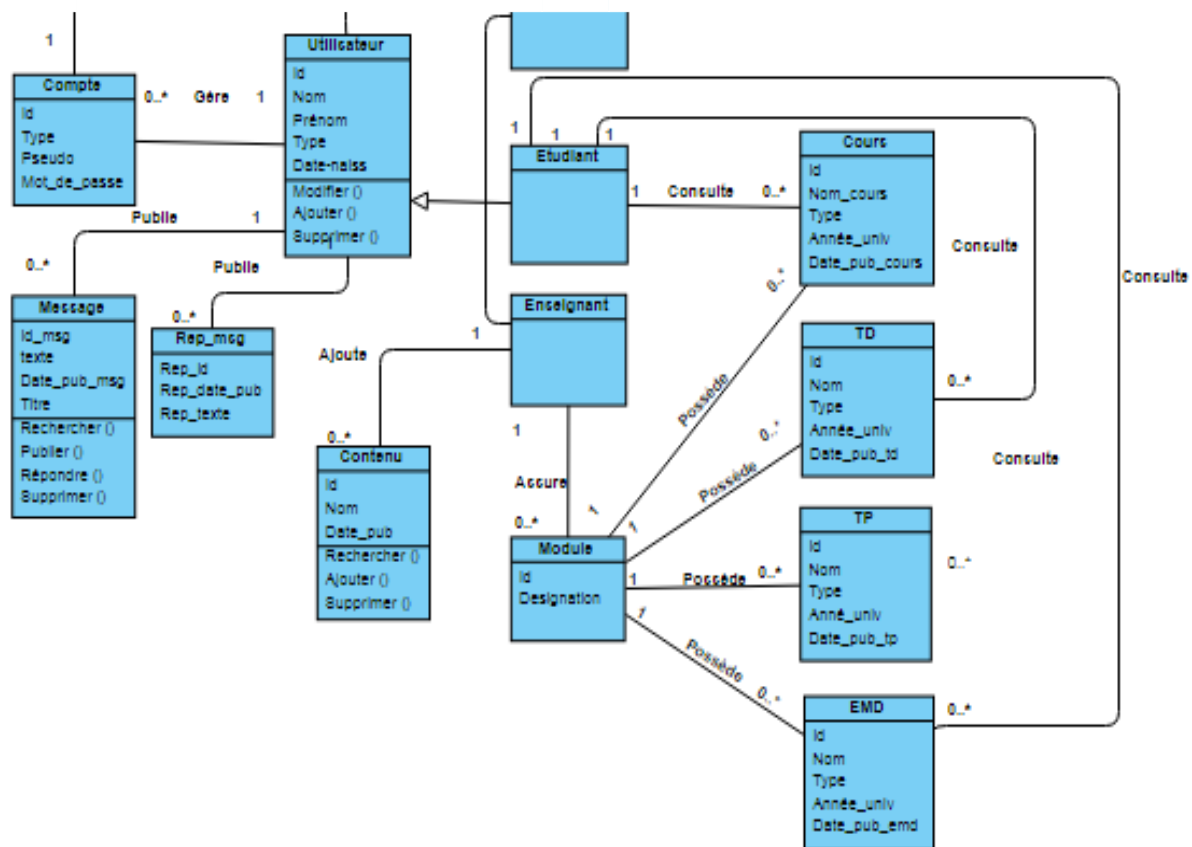 1
Utilisateur
Id
Nom
Prénom
Type
Date-naiss
Modifier ()
Ajouter ()
Supprimer ()
Compte
Id
Type
Pseudo
Mot_de_passe
0..* Gère 1
Publie 1
0..*
Message
Id_msg
texte
Date_pub_msg
Titre
Rechercher ()
Publier ()
Répondre ()
Supprimer ()
Publie
0..*
Rep_msg
Rep_id
Rep_date_pub
Rep_texte
1 1 1
Etudiant
1 Consulte 0..*
Cours
Id
Nom_cours
Type
Année_univ
Date_pub_cours
Consulte
Consulte
Enseignant
1
Ajoute
0..*
Contenu
Id
Nom
Date_pub
Rechercher ()
Ajouter ()
Supprimer ()
1
Assure
0..*
Module
Id
Designation
0..*
Possède
1
TD
Id
Nom
Type
Année_univ
Date_pub_td
0..*
0..*
Possède
1
Consulte
TP
Id
Nom
Type
Anné_univ
Date_pub_tp
0..*
1 Possède 0..*
1
Possède
0..*
EMD
Id
Nom
Type
Année_univ
Date_pub_emd
0..*